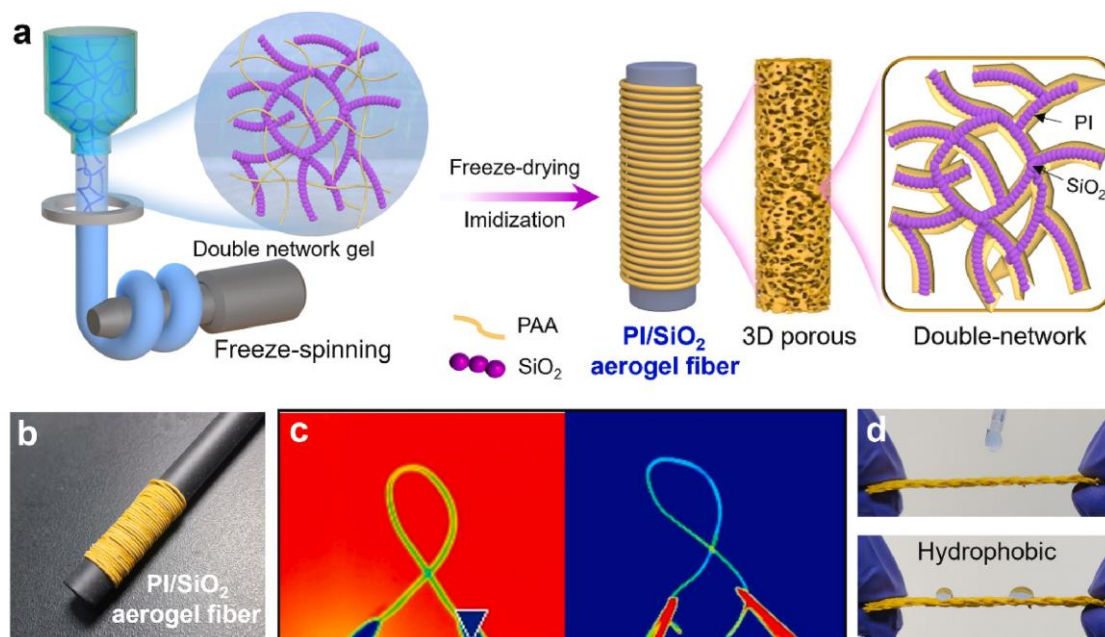 a
Double network gel
Freeze-spinning
Freeze-drying
Imidization
PAA
SiO₂
PI/SiO₂
aerogel fiber
3D porous
PI
SiO₂
Double-network
b
PI/SiO₂
aerogel fiber
c
d
Hydrophobic